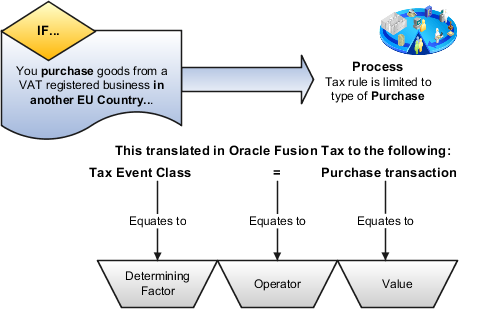 IF...
You purchase goods from a
VAT registered business in
another EU Country...
Process
Tax rule is limited to
type of Purchase
This translated in Oracle Fusion Tax to the following:
Tax Event Class = Purchase transaction
Equates to Equates to Equates to
Determining
Factor
Operator
Value